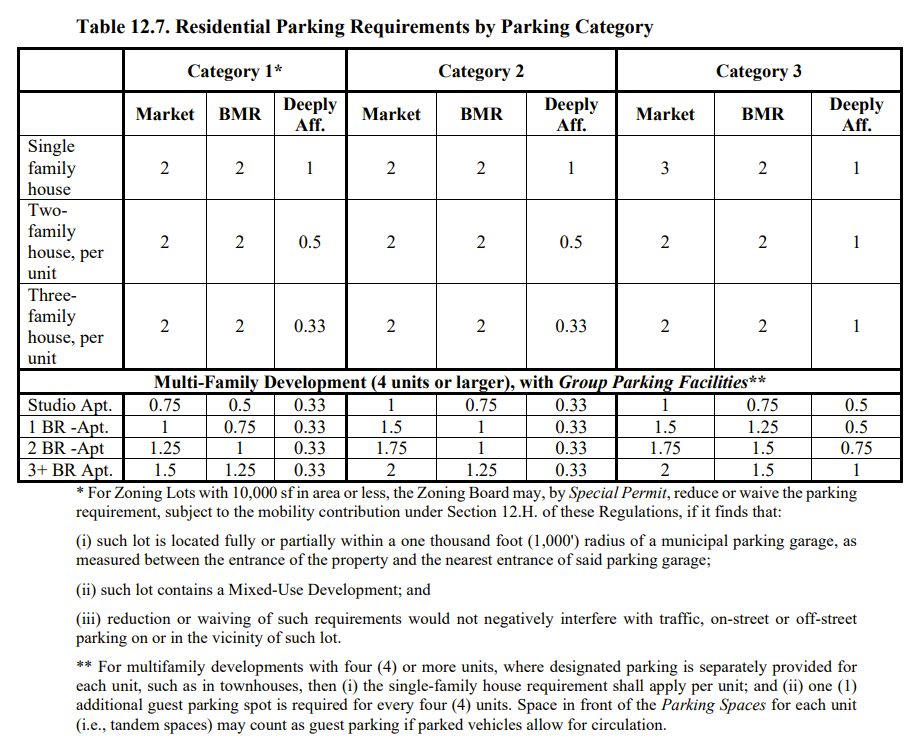 Table 12.7. Residential Parking Requirements by Parking Category
Category 1* Category 2 Category 3
Market BMR Deeply Aff. Market BMR Deeply Aff. Market BMR Deeply Aff.
Single family house 2 2 1 2 2 1 3 2 1
Two-family house, per unit 2 2 0.5 2 2 0.5 2 2 1
Three-family house, per unit 2 2 0.33 2 2 0.33 2 2 1
Multi-Family Development (4 units or larger), with Group Parking Facilities**
Studio Apt. 0.75 0.5 0.33 1 0.75 0.33 1 0.75 0.5
1 BR -Apt. 1 0.75 0.33 1.5 1 0.33 1.5 1.25 0.5
2 BR -Apt 1.25 1 0.33 1.75 1 0.33 1.75 1.5 0.75
3+ BR Apt. 1.5 1.25 0.33 2 1.25 0.33 2 1.5 1
* For Zoning Lots with 10,000 sf in area or less, the Zoning Board may, by Special Permit, reduce or waive the parking
requirement, subject to the mobility contribution under Section 12.H. of these Regulations, if it finds that:
(i) such lot is located fully or partially within a one thousand foot (1,000') radius of a municipal parking garage, as
measured between the entrance of the property and the nearest entrance of said parking garage;
(ii) such lot contains a Mixed-Use Development; and
(iii) reduction or waiving of such requirements would not negatively interfere with traffic, on-street or off-street
parking on or in the vicinity of such lot.
** For multifamily developments with four (4) or more units, where designated parking is separately provided for
each unit, such as in townhouses, then (i) the single-family house requirement shall apply per unit; and (ii) one (1)
additional guest parking spot is required for every four (4) units. Space in front of the Parking Spaces for each unit
(i.e., tandem spaces) may count as guest parking if parked vehicles allow for circulation.